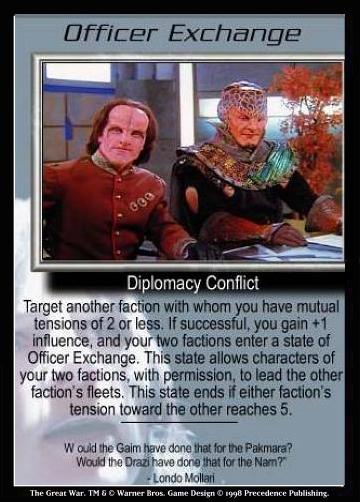 Officer Exchange
Diplomacy Conflict
Target another faction with whom you have mutual
tensions of 2 or less. If successful, you gain +1
influence, and your two factions enter a state of
Officer Exchange. This state allows characters of
your two factions, with permission, to lead the other
faction's fleets. This state ends if either faction's
tension toward the other reaches 5.
W ould the Gaim have done that for the Pakmara?
Would the Drazi have done that for the Narn?"
- Londo Mollari
The Great War. TM & © Warner Bros. Game Design © 1998 Precedence Publishing.